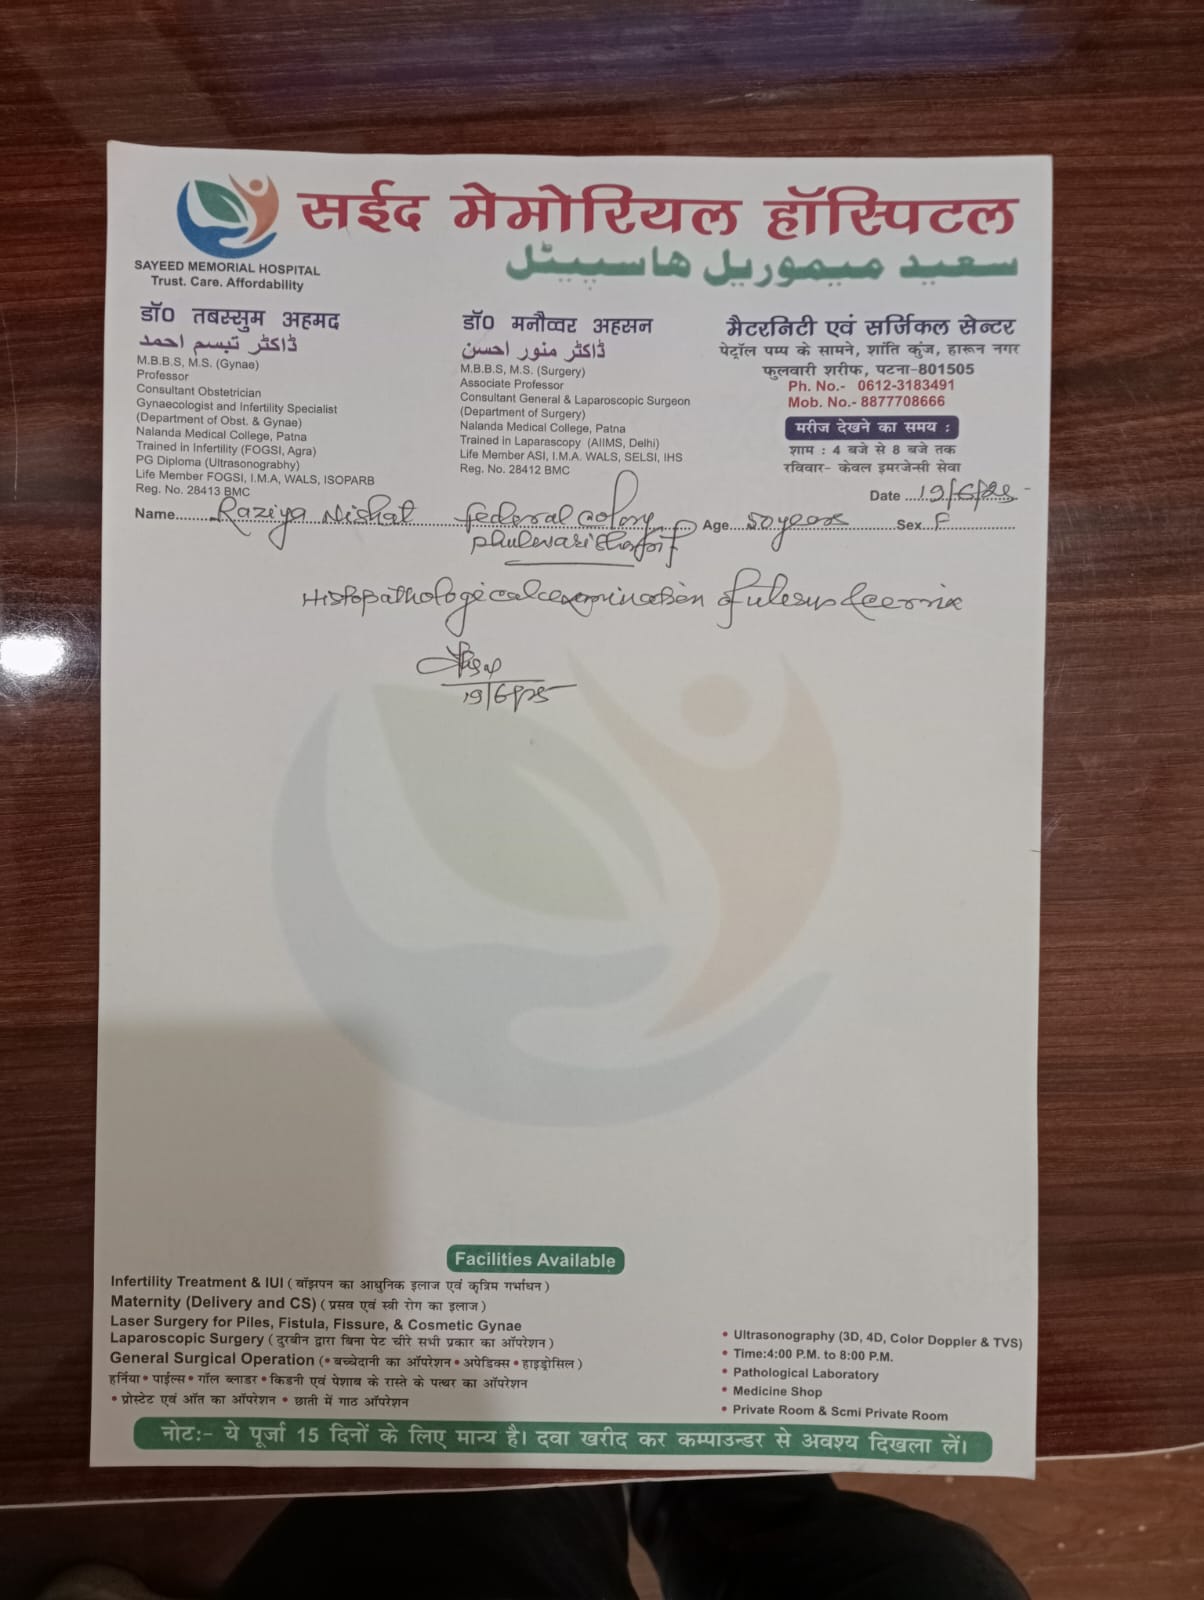 सईद मेमोरियल हॉस्पिटल
سعید میموریل ہاسپیٹل
SAYEED MEMORIAL HOSPITAL
Trust. Care. Affordability
डॉ0 तबस्सुम अहमद
ڈاکٹر تبسم احمد
M.B.B.S, M.S. (Gynae)
Professor
Consultant Obstetrician
Gynaecologist and Infertility Specialist
(Department of Obst. & Gynae)
Nalanda Medical College, Patna
Trained in Infertility (FOGSI, Agra)
PG Diploma (Ultrasonograbhy)
Life Member FOGSI, I.M.A, WALS, ISOPARB
Reg. No. 28413 BMC
डॉ0 मनौव्वर अहसन
ڈاکٹر منور احسن
M.B.B.S, M.S. (Surgery)
Associate Professor
Consultant General & Laparoscopic Surgeon
(Department of Surgery)
Nalanda Medical College, Patna
Trained in Laparascopy (AIIMS, Delhi)
Life Member ASI, I.M.A. WALS, SELSI, IHS
Reg. No. 28412 BMC
मैटरनिटी एवं सर्जिकल सेन्टर
पेट्रॉल पम्प के सामने, शांति कुंज, हारून नगर
फुलवारी शरीफ, पटना-801505
Ph. No.- 0612-3183491
Mob. No.- 8877708666
मरीज देखने का समय :
शाम : 4 बजे से 8 बजे तक
रविवार- केवल इमरजेन्सी सेवा
Date 19/6/25
Name Raziya Nishat federal colony Age 50 years Sex F
phulwarisharif
Histopathological examination of uterus & cervix
19/6/25
Facilities Available
Infertility Treatment & IUI ( बॉझपन का आधुनिक इलाज एवं कृत्रिम गर्भाधन )
Maternity (Delivery and CS) ( प्रसव एवं स्त्री रोग का इलाज )
Laser Surgery for Piles, Fistula, Fissure, & Cosmetic Gynae
Laparoscopic Surgery ( दुरबीन द्वारा बिना पेट चीरे सभी प्रकार का ऑपरेशन )
General Surgical Operation (• बच्चेदानी का ऑपरेशन • अपेडिक्स • हाइड्रोसिल )
हर्निया • पाईल्स • गॉल ब्लाडर • किडनी एवं पेशाब के रास्ते के पत्थर का ऑपरेशन
• प्रोस्टेट एवं ऑत का ऑपरेशन • छाती में गाठ ऑपरेशन
• Ultrasonography (3D, 4D, Color Doppler & TVS)
• Time:4:00 P.M. to 8:00 P.M.
• Pathological Laboratory
• Medicine Shop
• Private Room & Scmi Private Room
नोट:- ये पूर्जा 15 दिनों के लिए मान्य है। दवा खरीद कर कम्पाउन्डर से अवश्य दिखला लें।